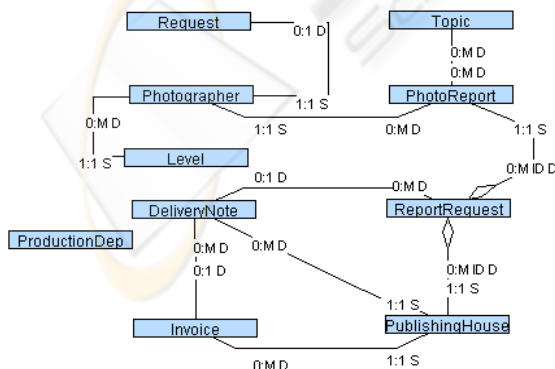 Request
Topic
0:1 D
0:M D
0:M D
Photographer
1:1 S
PhotoReport
0:M D
1:1 S
0:M D
1:1 S
1:1 S
Level
0:M ID D
0:1 D
0:M D
DeliveryNote
ReportRequest
ProductionDep
0:M D
0:M D
0:1 D
0:M ID D
1:1 S
1:1 S
Invoice
PublishingHouse
0:M D
1:1 S